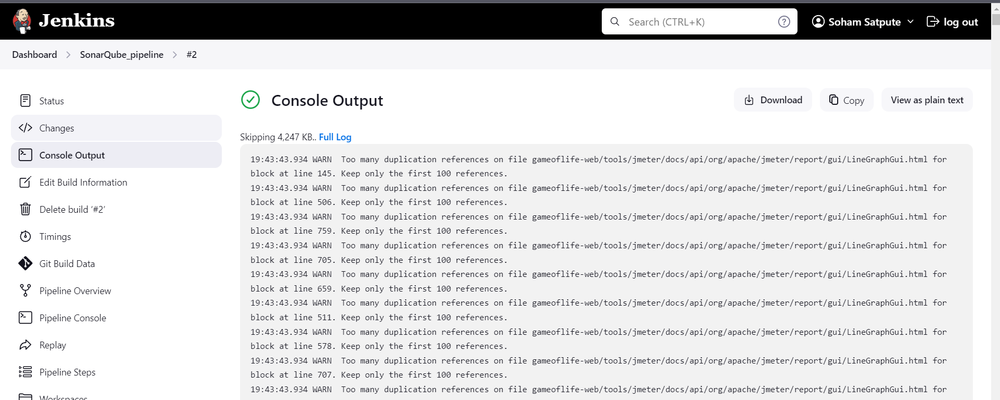 Jenkins
Search (CTRL+K)
Soham Satpute
log out
Dashboard
SonarQube_pipeline
#2
Status
Changes
Console Output
Edit Build Information
Delete build ‘#2’
Timings
Git Build Data
Pipeline Overview
Pipeline Console
Replay
Pipeline Steps
Workspaces
Console Output
Download
Copy
View as plain text
Skipping 4,247 KB.. Full Log
19:43:43.934 WARN  Too many duplication references on file gameoflife-web/tools/jmeter/docs/api/org/apache/jmeter/report/gui/LineGraphGui.html for
block at line 145. Keep only the first 100 references.
19:43:43.934 WARN  Too many duplication references on file gameoflife-web/tools/jmeter/docs/api/org/apache/jmeter/report/gui/LineGraphGui.html for
block at line 506. Keep only the first 100 references.
19:43:43.934 WARN  Too many duplication references on file gameoflife-web/tools/jmeter/docs/api/org/apache/jmeter/report/gui/LineGraphGui.html for
block at line 759. Keep only the first 100 references.
19:43:43.934 WARN  Too many duplication references on file gameoflife-web/tools/jmeter/docs/api/org/apache/jmeter/report/gui/LineGraphGui.html for
block at line 705. Keep only the first 100 references.
19:43:43.934 WARN  Too many duplication references on file gameoflife-web/tools/jmeter/docs/api/org/apache/jmeter/report/gui/LineGraphGui.html for
block at line 659. Keep only the first 100 references.
19:43:43.934 WARN  Too many duplication references on file gameoflife-web/tools/jmeter/docs/api/org/apache/jmeter/report/gui/LineGraphGui.html for
block at line 511. Keep only the first 100 references.
19:43:43.934 WARN  Too many duplication references on file gameoflife-web/tools/jmeter/docs/api/org/apache/jmeter/report/gui/LineGraphGui.html for
block at line 578. Keep only the first 100 references.
19:43:43.934 WARN  Too many duplication references on file gameoflife-web/tools/jmeter/docs/api/org/apache/jmeter/report/gui/LineGraphGui.html for
block at line 707. Keep only the first 100 references.
19:43:43.934 WARN  Too many duplication references on file gameoflife-web/tools/jmeter/docs/api/org/apache/jmeter/report/gui/LineGraphGui.html for